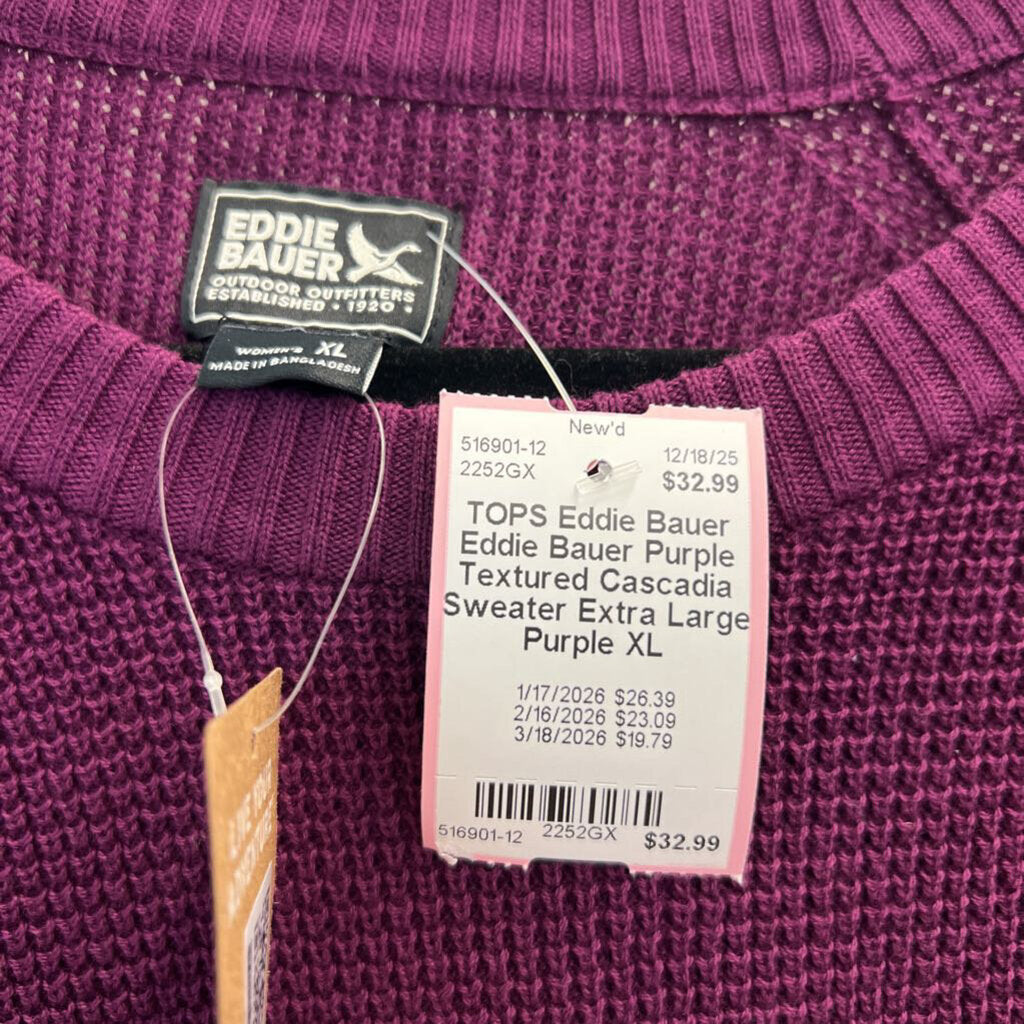 EDDIE
BAUER
OUTDOOR OUTFITTERS
ESTABLISHED • 1920 •
WOMEN'S XL
MADE IN BANGLADESH
New'd
516901-12 12/18/25
2252GX $32.99
TOPS Eddie Bauer
Eddie Bauer Purple
Textured Cascadia
Sweater Extra Large
Purple XL
1/17/2026 $26.39
2/16/2026 $23.09
3/18/2026 $19.79
516901-12 2252GX $32.99